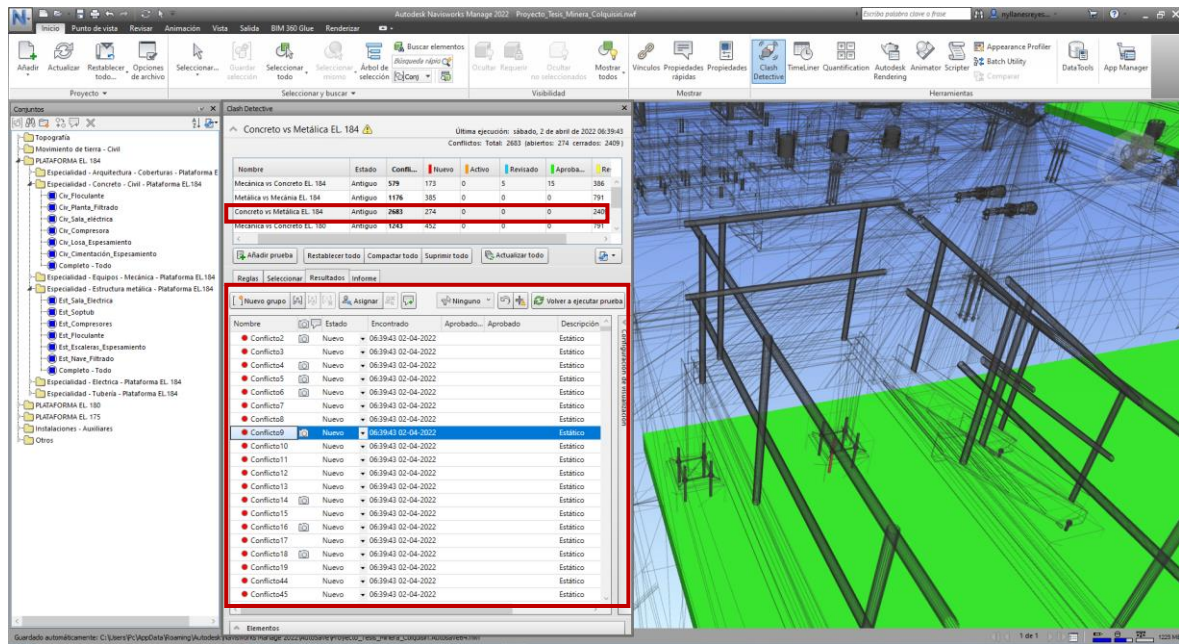 Autodesk Navisworks Manage 2022 Proyecto_Tesis_Minera_Colquisiri.nwf
Escriba palabra clave o frase
nyllanesreyes...
Inicio Punto de vista Revisar Animación Vista Salida BIM 360 Glue Renderizar
Añadir Actualizar Restablecer todo... Opciones de archivo
Seleccionar... Guardar selección Seleccionar todo Seleccionar mismo Árbol de selección
Buscar elementos
Búsqueda rápida
Conj
Ocultar Requerir Ocultar no seleccionados Mostrar todos
Vínculos Propiedades rápidas Propiedades
Clash Detective TimeLiner Quantification Autodesk Rendering Animator Scripter
Appearance Profiler
Batch Utility
Comparar
DataTools App Manager
Proyecto Seleccionar y buscar Visibilidad Mostrar Herramientas
Conjuntos
Topografía
Movimiento de tierra - Civil
PLATAFORMA EL. 184
Especialidad - Arquitectura - Coberturas - Plataforma E
Especialidad - Concreto - Civil - Plataforma EL.184
Civ_Floculante
Civ_Planta_Filtrado
Civ_Sala_eléctrica
Civ_Compresora
Civ_Losa_Espesamiento
Civ_Cimentación_Espesamiento
Completo - Todo
Especialidad - Equipos - Mecánica - Plataforma EL.184
Especialidad - Estructura metálica - Plataforma EL.184
Est_Sala_Electrica
Est_Soptub
Est_Compresores
Est_Floculante
Est_Escaleras_Espesamiento
Est_Nave_Filtrado
Completo - Todo
Especialidad - Electrica - Plataforma EL. 184
Especialidad - Tubería - Plataforma EL.184
PLATAFORMA EL. 180
PLATAFORMA EL. 175
Instalaciones - Auxiliares
Otros
Clash Detective
Concreto vs Metálica EL. 184
Última ejecución: sábado, 2 de abril de 2022 06:39:43
Conflictos: Total: 2683 (abiertos: 274 cerrados: 2409)
Nombre Estado Confli... Nuevo Activo Revisado Aproba... Re
Mecánica vs Concreto EL. 184 Antiguo 579 173 0 5 15 386
Metálica vs Mecánia EL. 184 Antiguo 1176 385 0 0 0 791
Concreto vs Metálica EL. 184 Antiguo 2683 274 0 0 0 2409
Mecánica vs Concreto EL. 180 Antiguo 1243 452 0 0 0 791
Añadir prueba Restablecer todo Compactar todo Suprimir todo Actualizar todo
Reglas Seleccionar Resultados Informe
Nuevo grupo Asignar Ninguno Volver a ejecutar prueba
Nombre Estado Encontrado Aprobado... Aprobado Descripción
Conflicto2 Nuevo 06:39:43 02-04-2022 Estático
Conflicto3 Nuevo 06:39:43 02-04-2022 Estático
Conflicto4 Nuevo 06:39:43 02-04-2022 Estático
Conflicto5 Nuevo 06:39:43 02-04-2022 Estático
Conflicto6 Nuevo 06:39:43 02-04-2022 Estático
Conflicto7 Nuevo 06:39:43 02-04-2022 Estático
Conflicto8 Nuevo 06:39:43 02-04-2022 Estático
Conflicto9 Nuevo 06:39:43 02-04-2022 Estático
Conflicto10 Nuevo 06:39:43 02-04-2022 Estático
Conflicto11 Nuevo 06:39:43 02-04-2022 Estático
Conflicto12 Nuevo 06:39:43 02-04-2022 Estático
Conflicto13 Nuevo 06:39:43 02-04-2022 Estático
Conflicto14 Nuevo 06:39:43 02-04-2022 Estático
Conflicto15 Nuevo 06:39:43 02-04-2022 Estático
Conflicto16 Nuevo 06:39:43 02-04-2022 Estático
Conflicto17 Nuevo 06:39:43 02-04-2022 Estático
Conflicto18 Nuevo 06:39:43 02-04-2022 Estático
Conflicto19 Nuevo 06:39:43 02-04-2022 Estático
Conflicto44 Nuevo 06:39:43 02-04-2022 Estático
Conflicto45 Nuevo 06:39:43 02-04-2022 Estático
Configuración de visualización
Elementos
Guardado automáticamente: C:\Users\Pc\AppData\Roaming\Autodesk
1 de 1